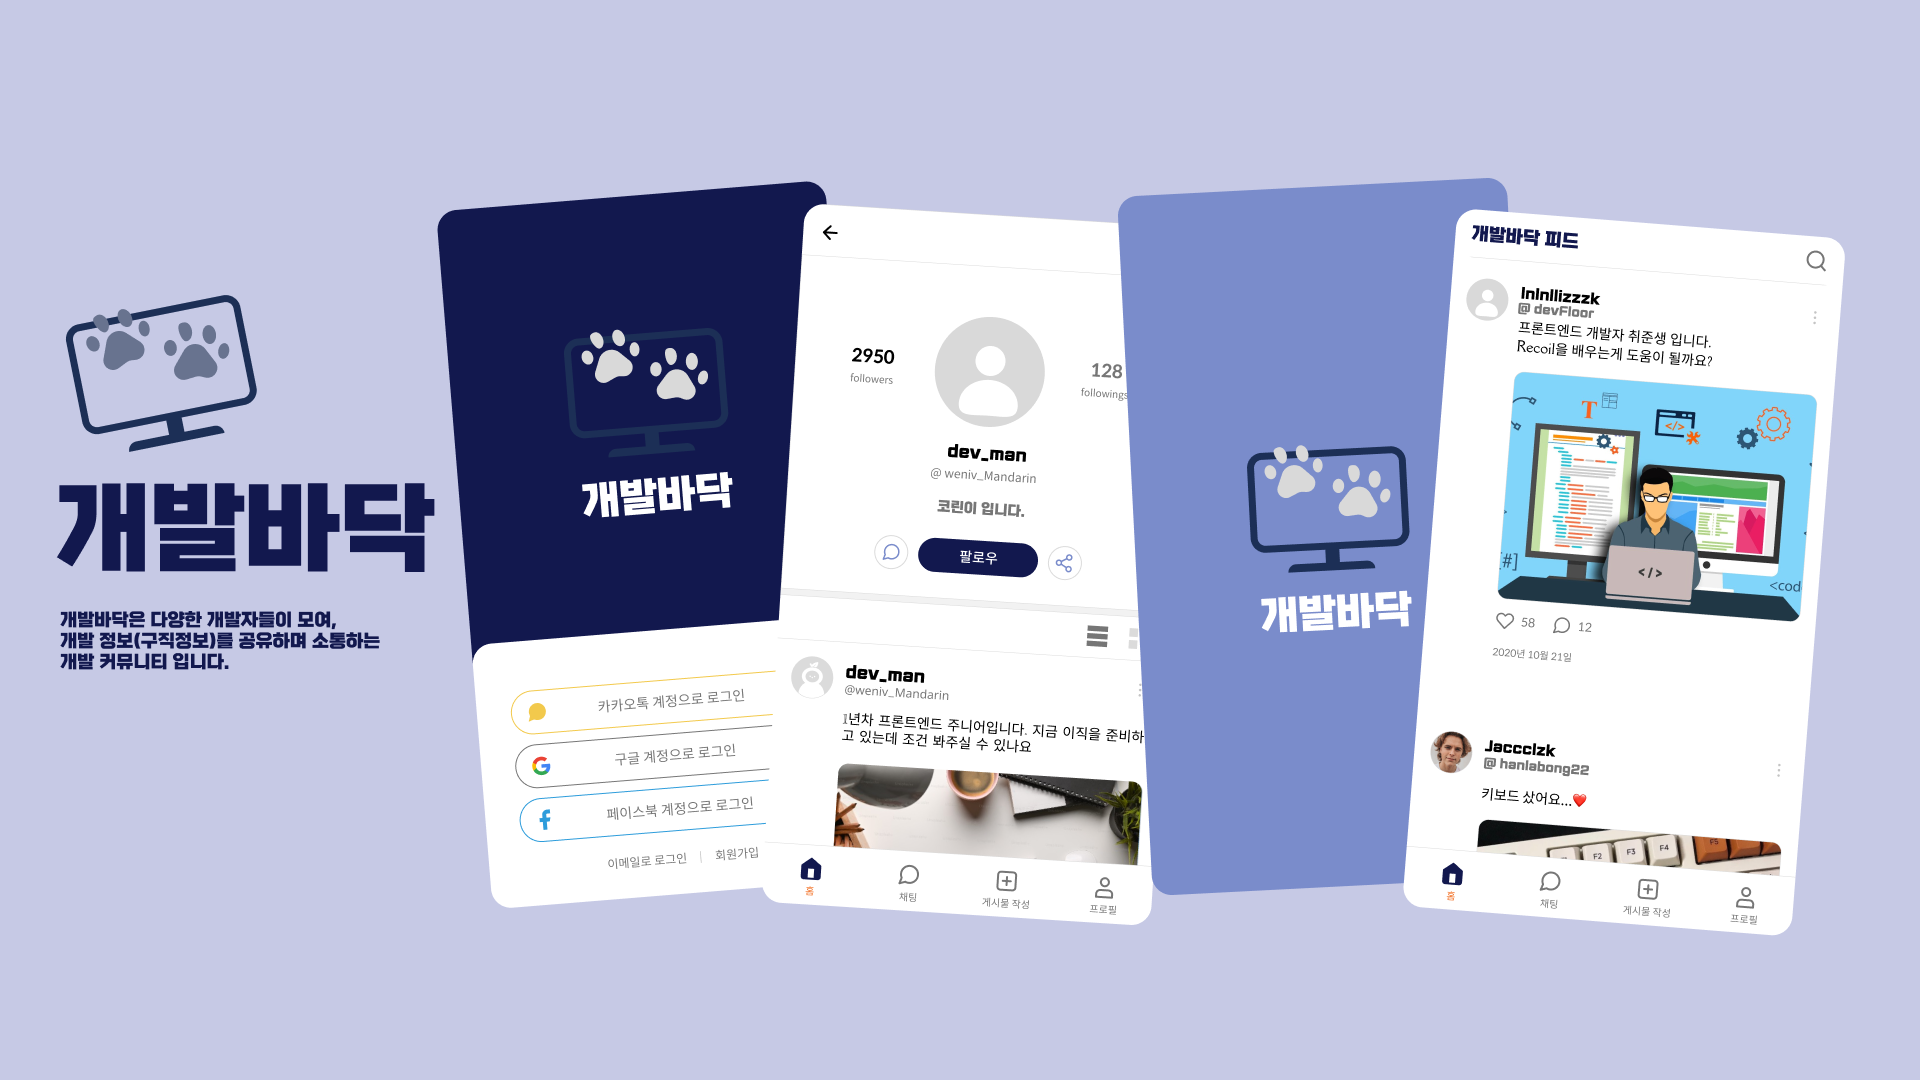 개발바닥
개발바닥은 다양한 개발자들이 모여,
개발 정보(구직정보)를 공유하며 소통하는
개발 커뮤니티 입니다.
개발바닥
카카오톡 계정으로 로그인
구글 계정으로 로그인
페이스북 계정으로 로그인
이메일로 로그인 | 회원가입
2950
followers
128
followings
dev_man
@ weniv_Mandarin
코린이 입니다.
팔로우
dev_man
@weniv_Mandarin
1년차 프론트엔드 주니어입니다. 지금 이직을 준비하
고 있는데 조건 봐주실 수 있나요
홈
채팅
게시물 작성
프로필
개발바닥
개발바닥 피드
lnlnllizzzk
@ devFloor
프론트엔드 개발자 취준생 입니다.
Recoil을 배우는게 도움이 될까요?
T
</>
[#]
</>
<cod
58
12
2020년 10월 21일
Jaccclzk
@ hanlabong22
키보드 샀어요...❤️
F2
F3
F4
F5
홈
채팅
게시물 작성
프로필